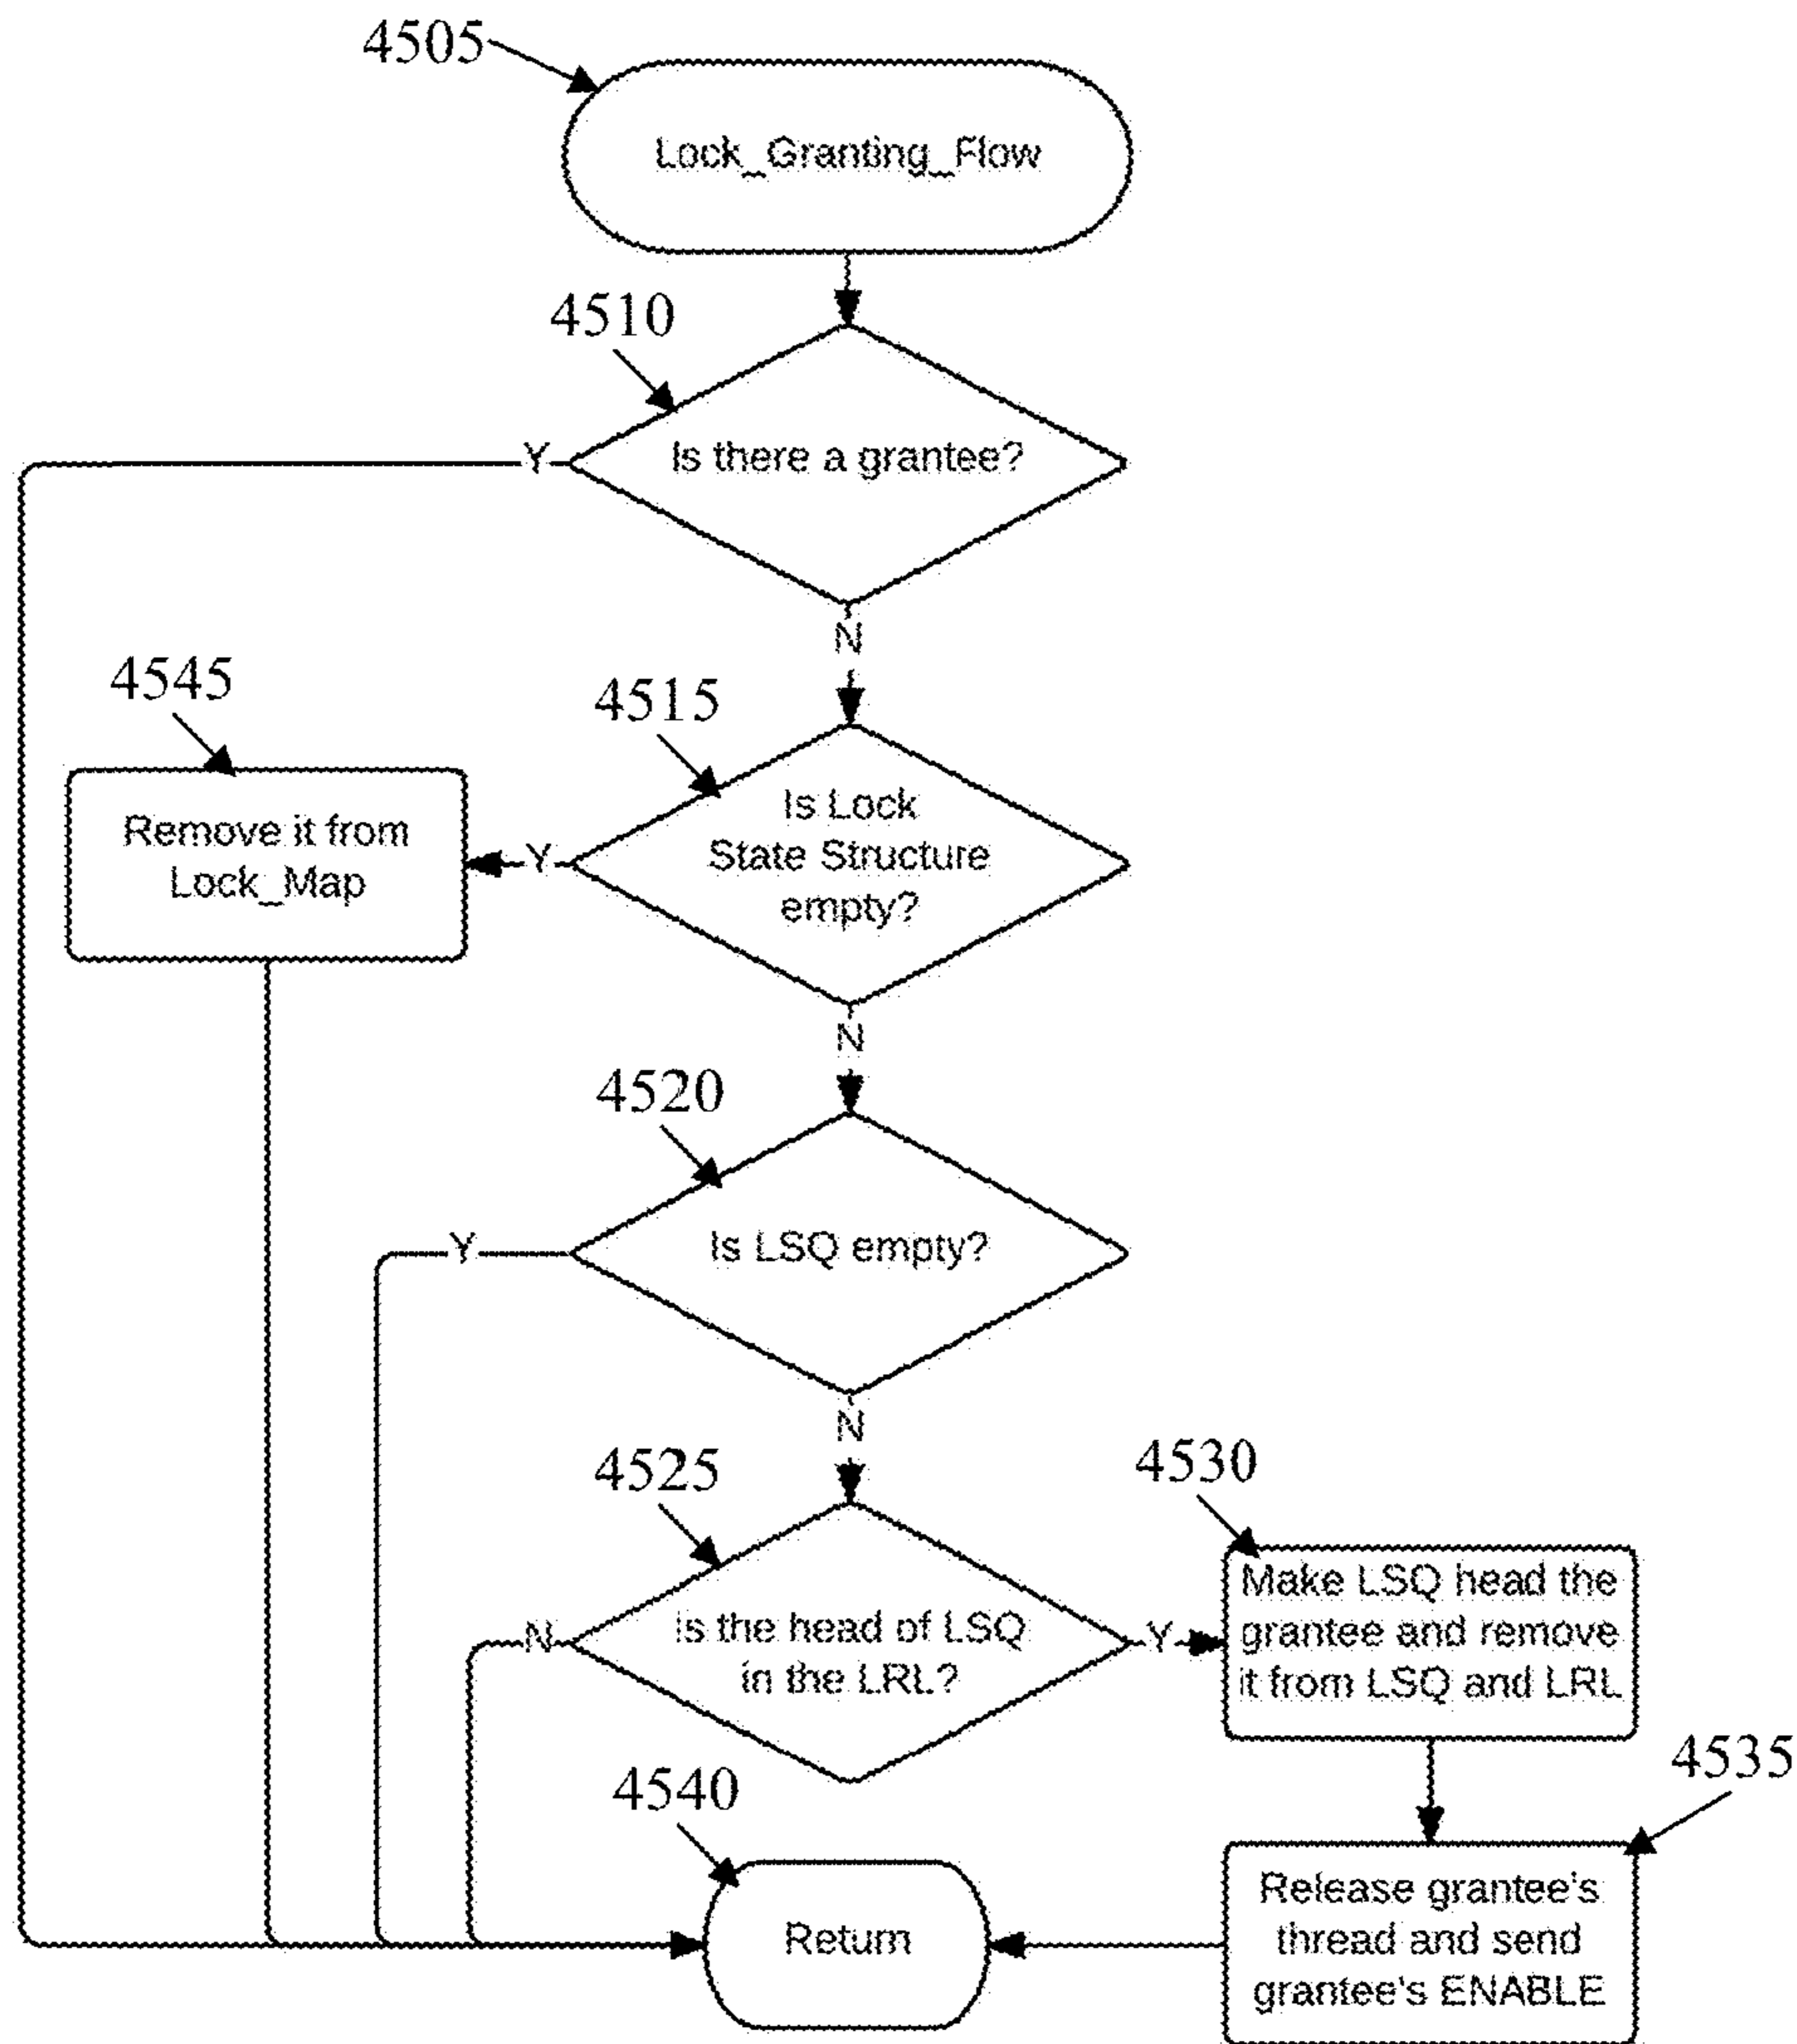 4505
Lock_Granting_Flow
4510
Is there a grantee?
Y
N
4545
4515
Remove it from
Lock_Map
Y
Is Lock
State Structure
empty?
N
4520
Is LSQ empty?
Y
N
4525
4530
Is the head of LSQ
in the LRL?
N
Y
Make LSQ head the
grantee and remove
it from LSQ and LRL
4535
4540
Return
Release grantee's
thread and send
grantee's ENABLE